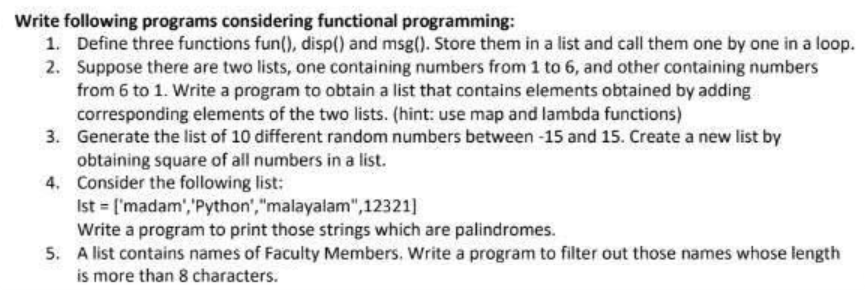 Write following programs considering functional programming:
1. Define three functions fun(), disp() and msg(). Store them in a list and call them one by one in a loop.
2. Suppose there are two lists, one containing numbers from 1 to 6, and other containing numbers
from 6 to 1. Write a program to obtain a list that contains elements obtained by adding
corresponding elements of the two lists. (hint: use map and lambda functions)
3. Generate the list of 10 different random numbers between -15 and 15. Create a new list by
obtaining square of all numbers in a list.
4. Consider the following list:
lst = ['madam','Python',"malayalam",12321]
Write a program to print those strings which are palindromes.
5. A list contains names of Faculty Members. Write a program to filter out those names whose length
is more than 8 characters.